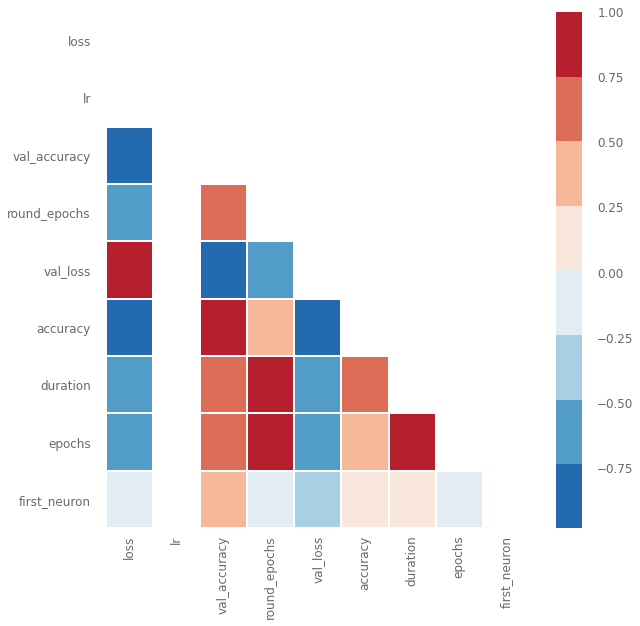 loss
lr
val_accuracy
round_epochs
val_loss
accuracy
duration
epochs
first_neuron
loss
lr
val_accuracy
round_epochs
val_loss
accuracy
duration
epochs
first_neuron
1.00
0.75
0.50
0.25
0.00
−0.25
−0.50
−0.75